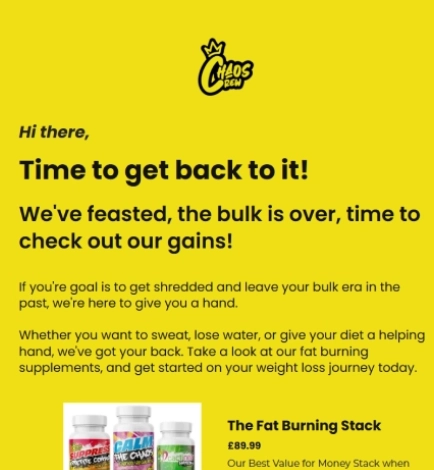 CHAOS
CREW
Hi there,
Time to get back to it!
We've feasted, the bulk is over, time to
check out our gains!
If you're goal is to get shredded and leave your bulk era in the
past, we're here to give you a hand.
Whether you want to sweat, lose water, or give your diet a helping
hand, we've got your back. Take a look at our fat burning
supplements, and get started on your weight loss journey today.
The Fat Burning Stack
£89.99
Our Best Value for Money Stack when
CALM
THE CHAOS